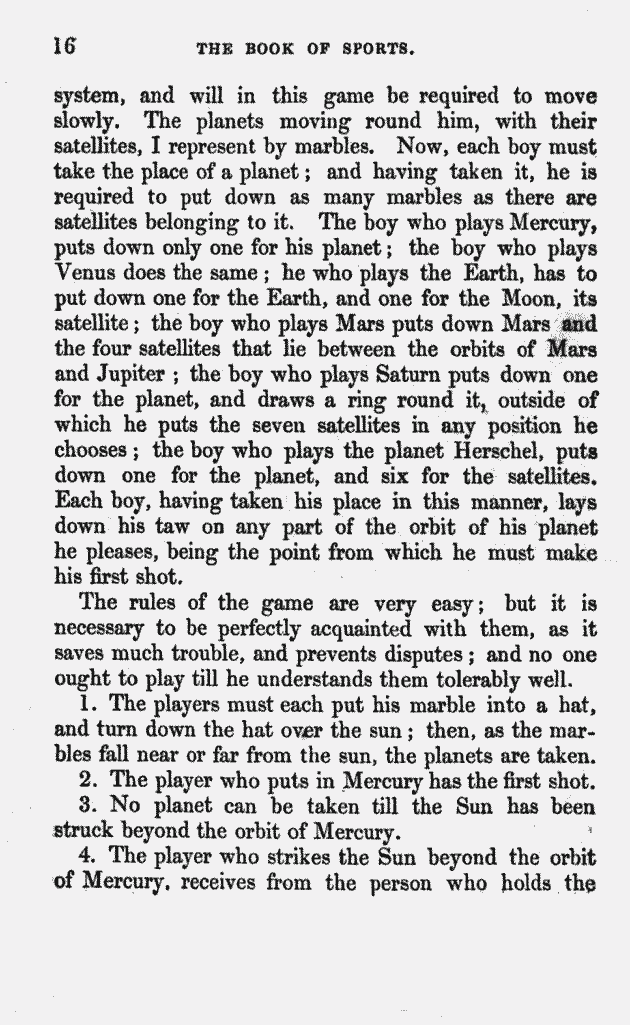 16 THE BOOK OF SPORTS.
system, and will in this game be required to move
slowly. The planets moving round him, with their
satellites, I represent by marbles. Now, each boy must
take the place of a planet ; and having taken it, he is
required to put down as many marbles as there are
satellites belonging to it. The boy who plays Mercury,
puts down only one for his planet ; the boy who plays
Venus does the same ; he who plays the Earth, has to
put down one for the Earth, and one for the Moon, its
satellite ; the boy who plays Mars puts down Mars and
the four satellites that lie between the orbits of Mars
and Jupiter ; the boy who plays Saturn puts down one
for the planet, and draws a ring round it, outside of
which he puts the seven satellites in any position he
chooses ; the boy who plays the planet Herschel, puts
down one for the planet, and six for the satellites.
Each boy, having taken his place in this manner, lays
down his taw on any part of the orbit of his planet
he pleases, being the point from which he must make
his first shot.
The rules of the game are very easy ; but it is
necessary to be perfectly acquainted with them, as it
saves much trouble, and prevents disputes ; and no one
ought to play till he understands them tolerably well.
1. The players must each put his marble into a hat,
and turn down the hat over the sun ; then, as the mar-
bles fall near or far from the sun, the planets are taken.
2. The player who puts in Mercury has the first shot.
3. No planet can be taken till the Sun has been
struck beyond the orbit of Mercury.
4. The player who strikes the Sun beyond the orbit
of Mercury. receives from the person who holds the